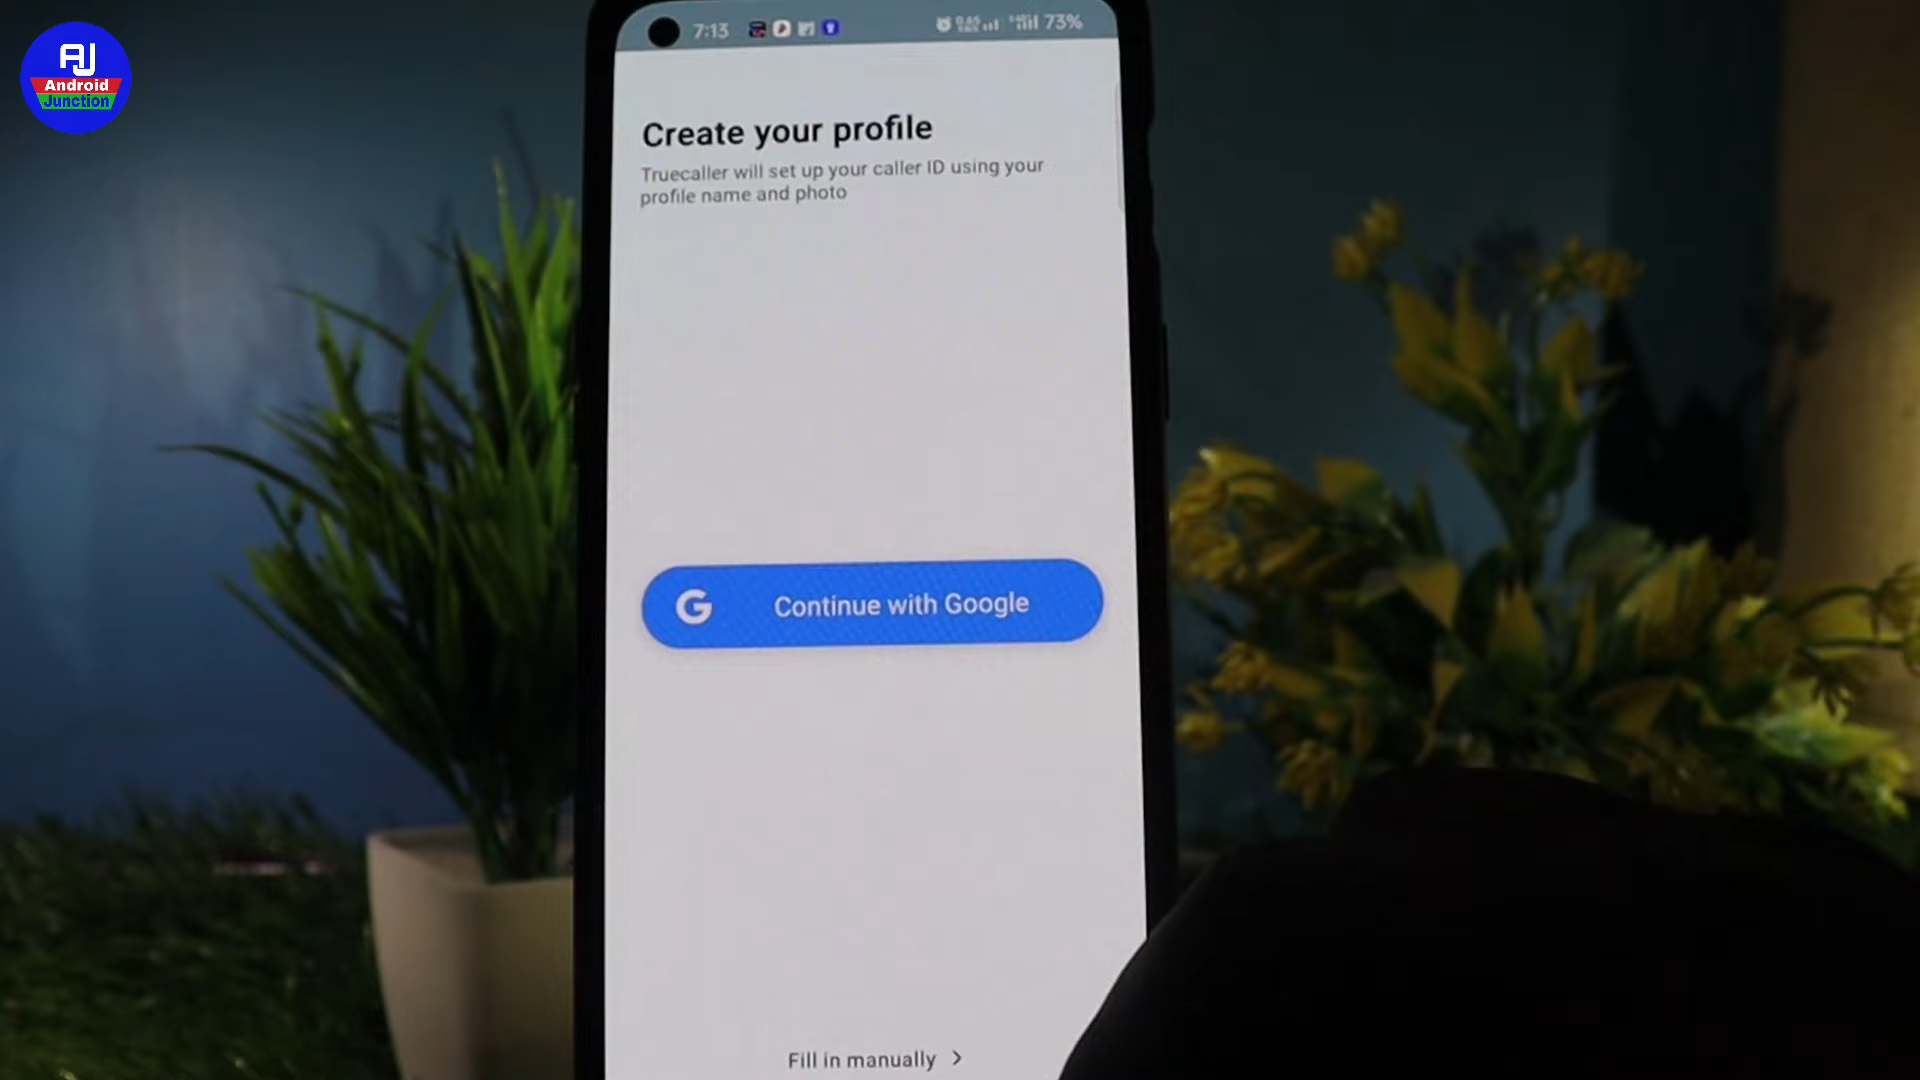 AJ
Android
Junction
7:13
73%
Create your profile
Truecaller will set up your caller ID using your
profile name and photo
G Continue with Google
Fill in manually >